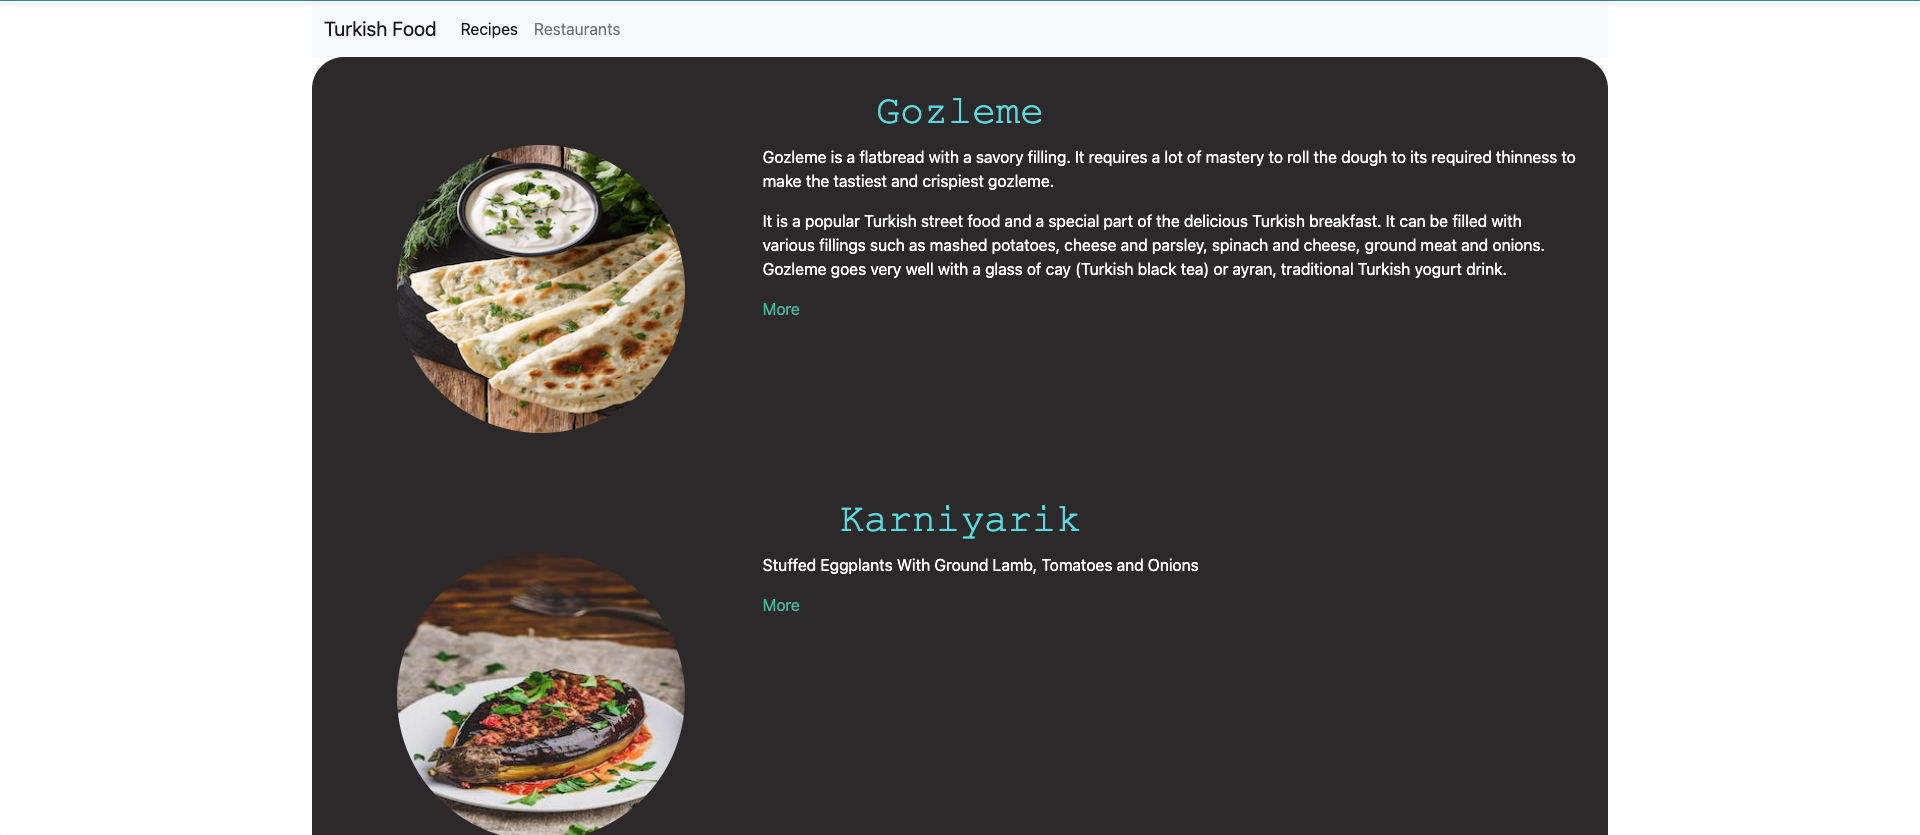 Turkish Food Recipes Restaurants
Gozleme
Gozleme is a flatbread with a savory filling. It requires a lot of mastery to roll the dough to its required thinness to
make the tastiest and crispiest gozleme.
It is a popular Turkish street food and a special part of the delicious Turkish breakfast. It can be filled with
various fillings such as mashed potatoes, cheese and parsley, spinach and cheese, ground meat and onions.
Gozleme goes very well with a glass of cay (Turkish black tea) or ayran, traditional Turkish yogurt drink.
More
Karniyarik
Stuffed Eggplants With Ground Lamb, Tomatoes and Onions
More